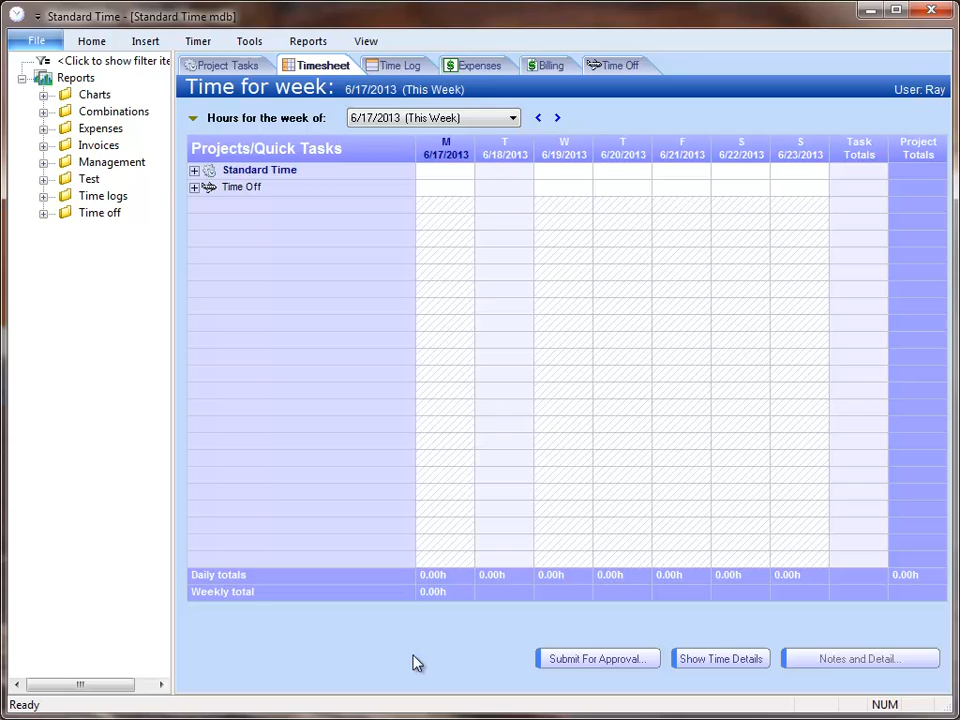 Standard Time - [Standard Time mdb]
File Home Insert Timer Tools Reports View
<Click to show filter ite
Reports
Charts
Combinations
Expenses
Invoices
Management
Test
Time logs
Time off
Project Tasks Timesheet Time Log Expenses Billing Time Off
Time for week: 6/17/2013 (This Week) User: Ray
Hours for the week of: 6/17/2013 (This Week) < >
Projects/Quick Tasks M T W T F S S Task Project
6/17/2013 6/18/2013 6/19/2013 6/20/2013 6/21/2013 6/22/2013 6/23/2013 Totals Totals
Standard Time
Time Off
Daily totals 0.00h 0.00h 0.00h 0.00h 0.00h 0.00h 0.00h 0.00h
Weekly total 0.00h
Submit For Approval... Show Time Details Notes and Detail...
Ready NUM